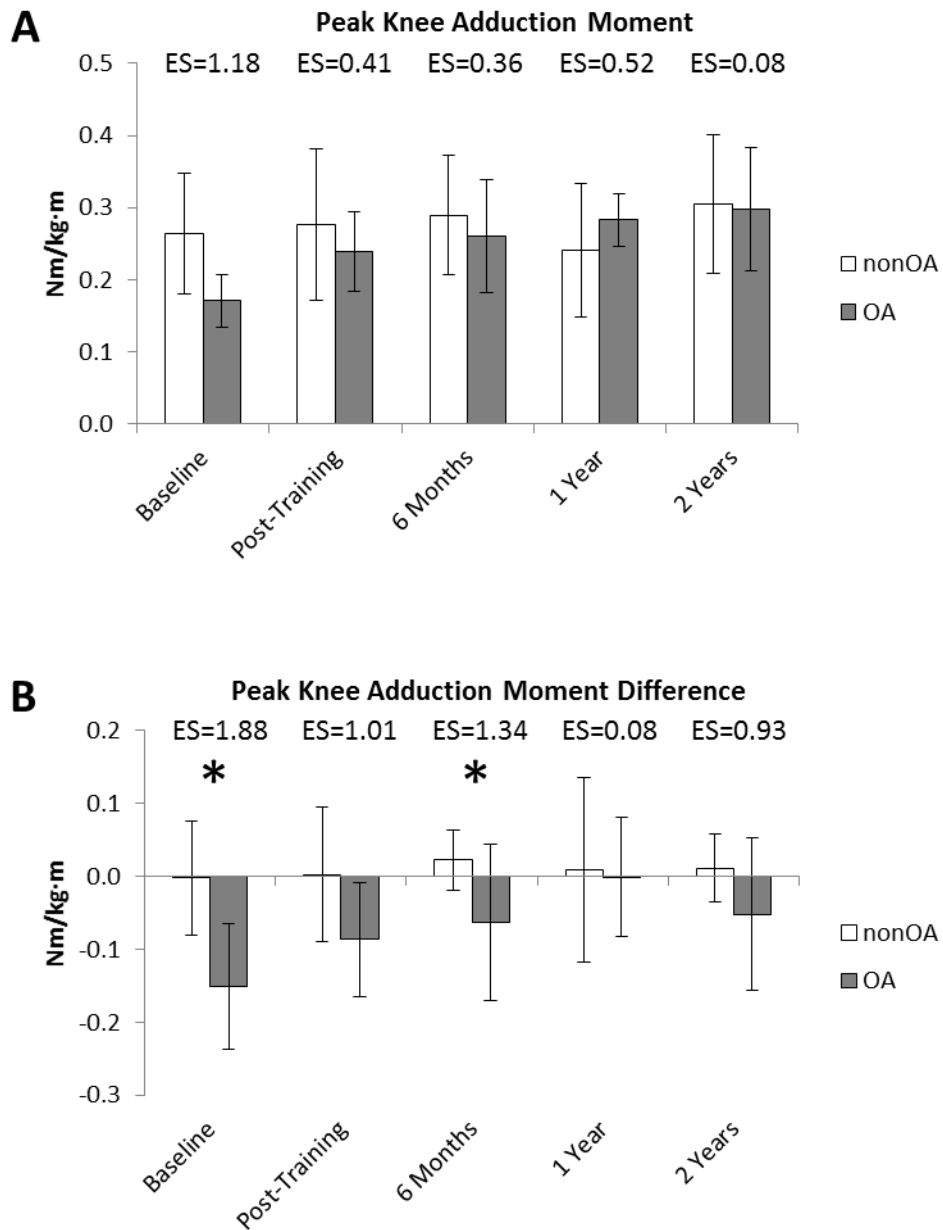 A
Peak Knee Adduction Moment
ES=1.18 ES=0.41 ES=0.36 ES=0.52 ES=0.08
0.5
0.4
0.3
0.2
0.1
0.0
Nm/kg·m
nonOA
OA
Baseline
Post-Training
6 Months
1 Year
2 Years
B
Peak Knee Adduction Moment Difference
ES=1.88 ES=1.01 ES=1.34 ES=0.08 ES=0.93
* *
0.2
0.1
0.0
-0.1
-0.2
-0.3
Nm/kg·m
nonOA
OA
Baseline
Post-Training
6 Months
1 Year
2 Years